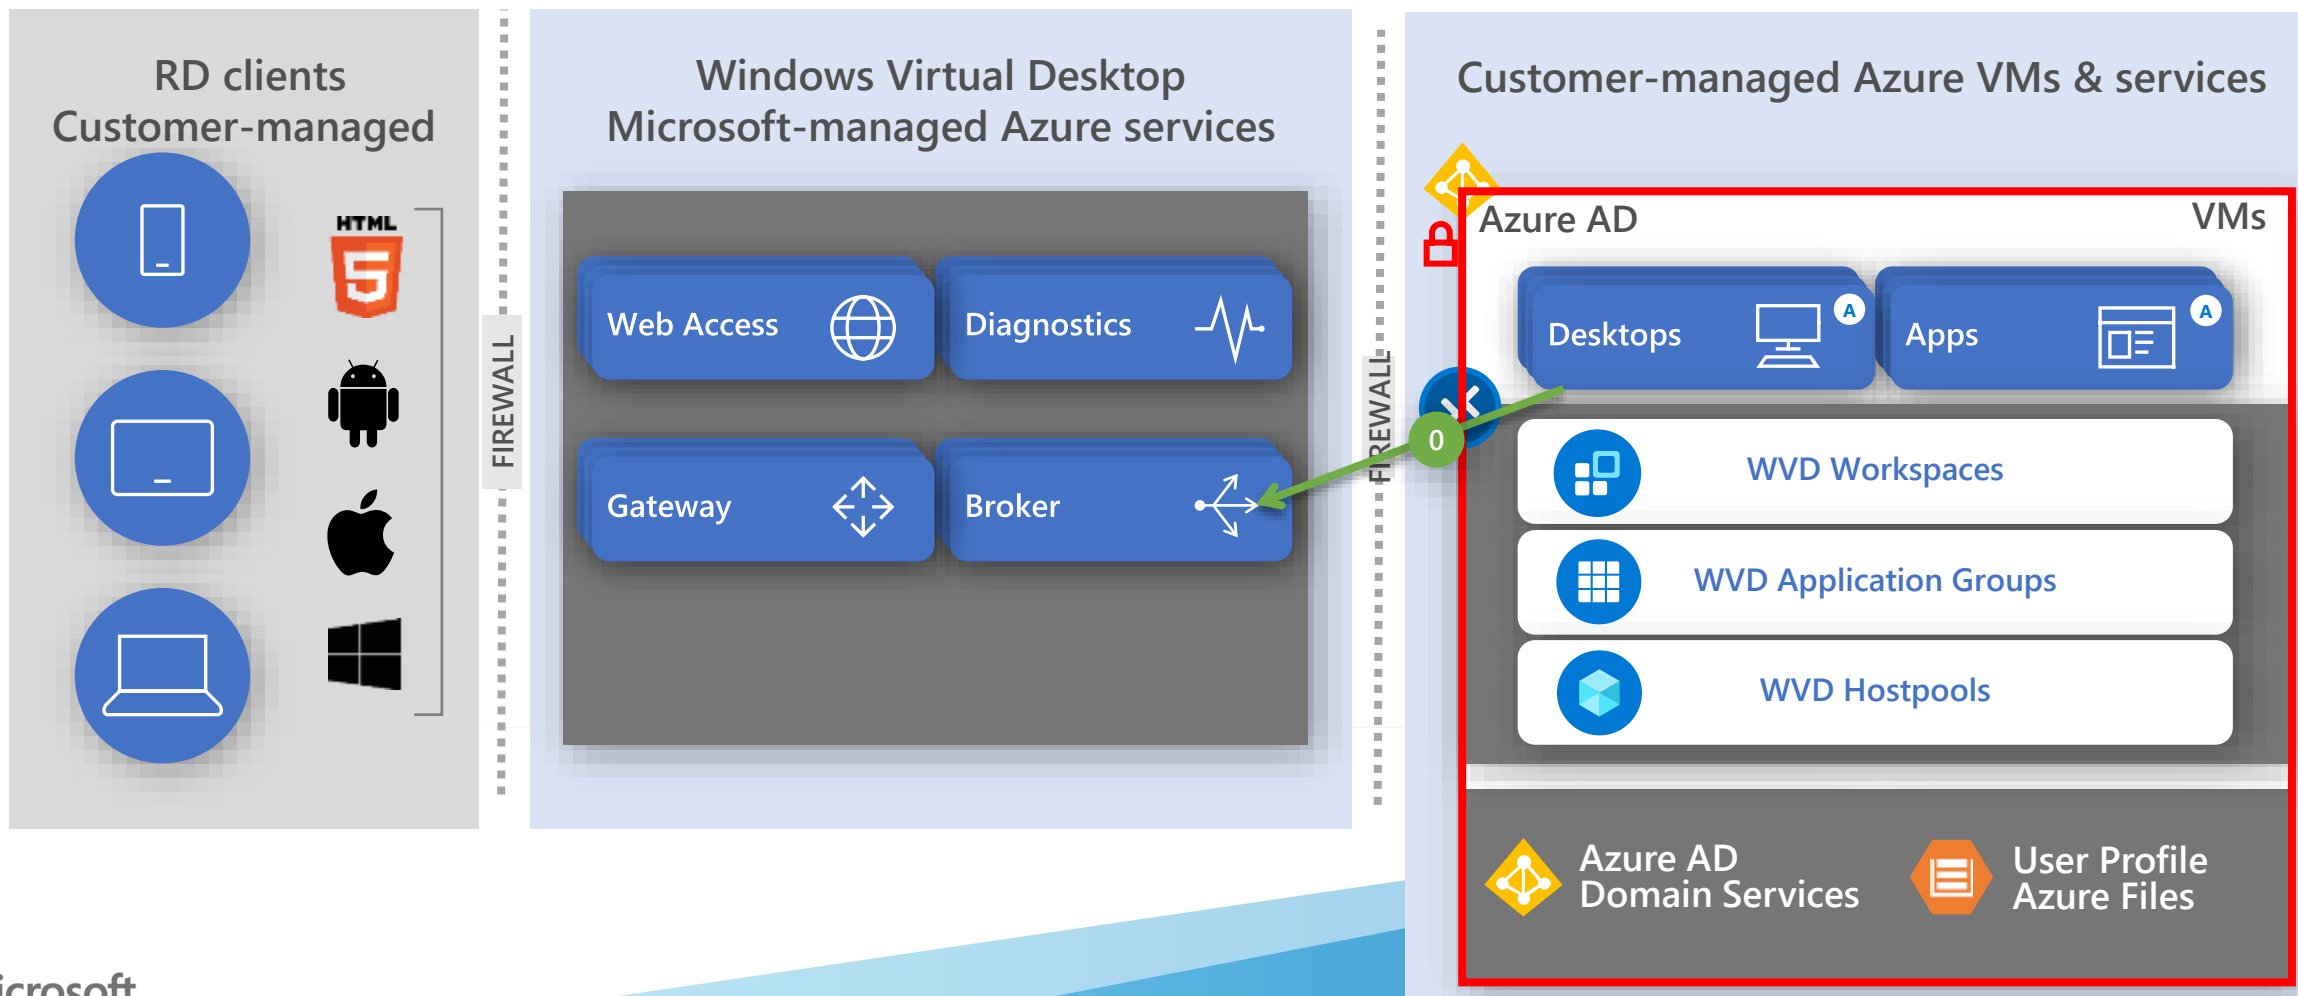 RD clients
Customer-managed
HTML
5
FIREWALL
Windows Virtual Desktop
Microsoft-managed Azure services
Web Access
Diagnostics
Gateway
Broker
FIREWALL
0
Customer-managed Azure VMs & services
Azure AD
VMs
Desktops
A
Apps
A
WVD Workspaces
WVD Application Groups
WVD Hostpools
Azure AD
Domain Services
User Profile
Azure Files
icrosoft